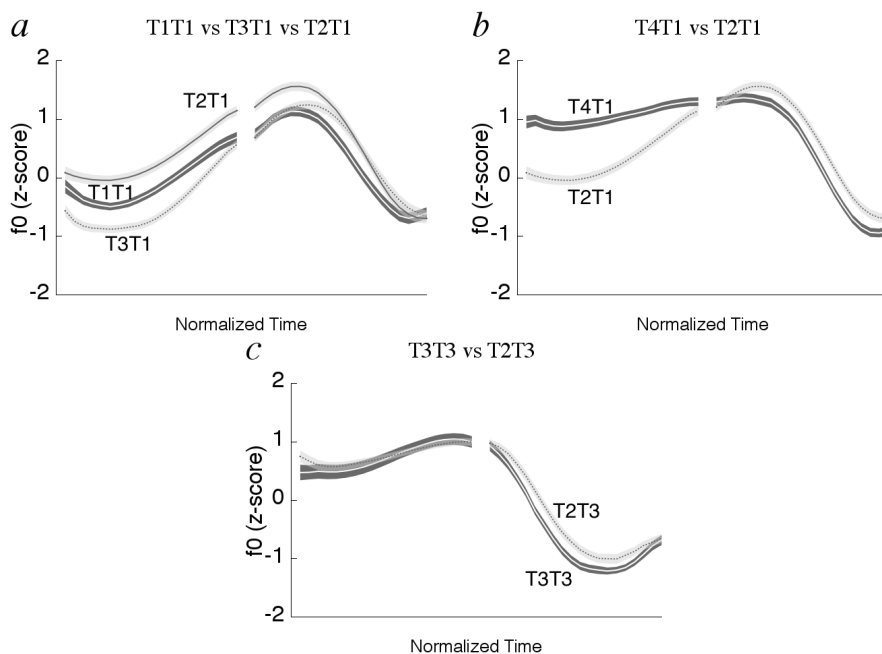 a
T1T1 vs T3T1 vs T2T1
2
1
0
-1
-2
f0 (z-score)
T2T1
T1T1
T3T1
Normalized Time
b
T4T1 vs T2T1
2
1
0
-1
-2
f0 (z-score)
T4T1
T2T1
Normalized Time
c
T3T3 vs T2T3
2
1
0
-1
-2
f0 (z-score)
T2T3
T3T3
Normalized Time